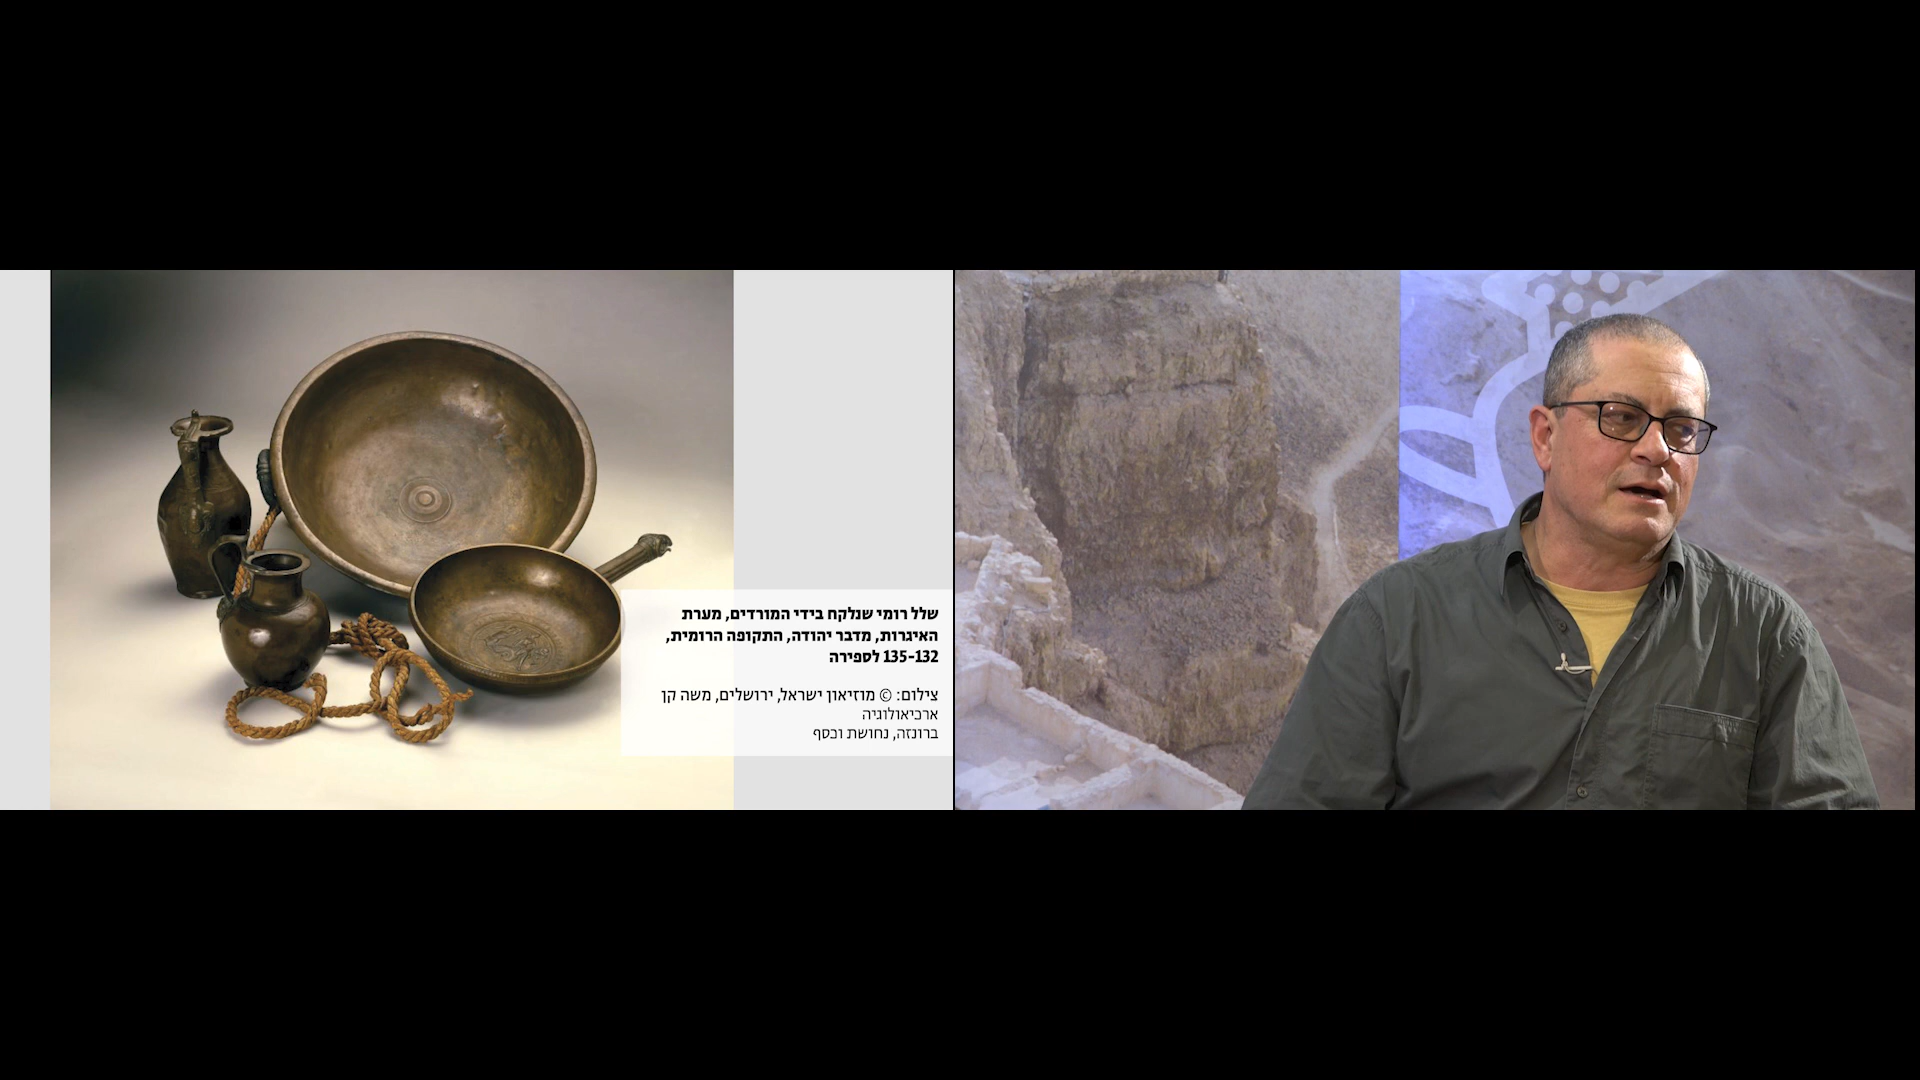 שלל רומי שנלקח בידי המורדים, מערת
האיגרות, מדבר יהודה, התקופה הרומית,
135-132 לספירה
צילום: © מוזיאון ישראל, ירושלים, משה קן
ארכיאולוגיה
ברונזה, נחושת וכסף